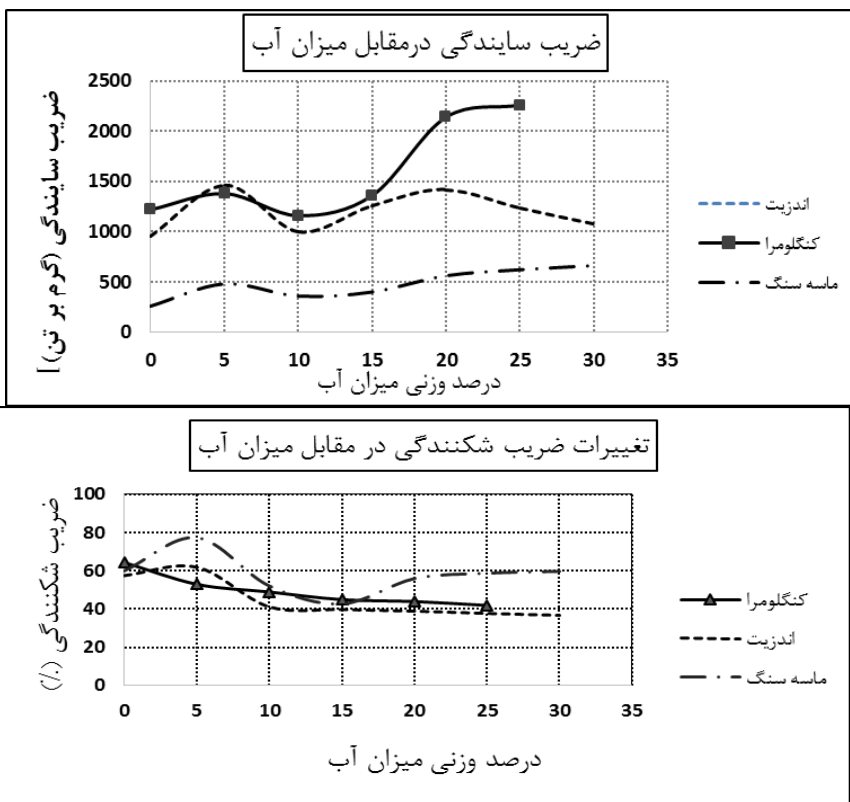 ضریب سایندگی درمقابل میزان آب
ضریب سایندگی (گرم بر تن)]
2500
2000
1500
1000
500
0
0 5 10 15 20 25 30 35
درصد وزنی میزان آب
اندزیت
کنگلومرا
ماسه سنگ
تغییرات ضریب شکنندگی در مقابل میزان آب
ضریب شکنندگی (%)
100
80
60
40
20
0
0 5 10 15 20 25 30 35
درصد وزنی میزان آب
کنگلومرا
اندزیت
ماسه سنگ